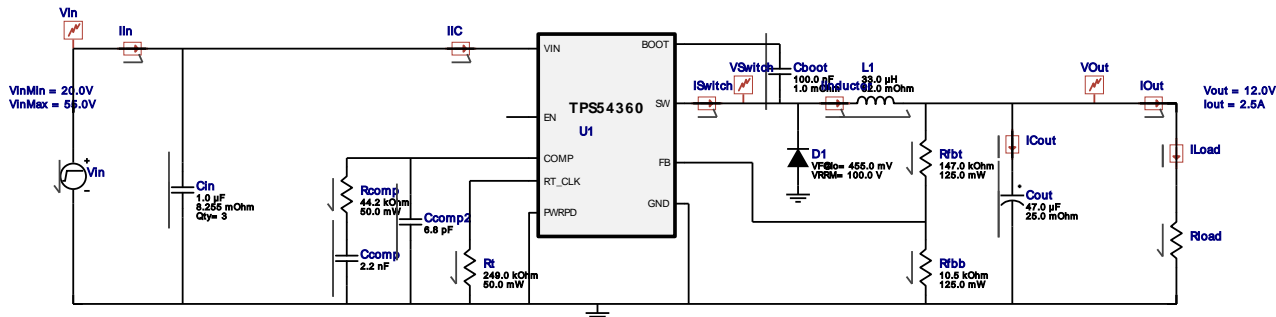 Vin
Iin
IIC
VinMin = 20.0V
VinMax = 55.0V
Vin
+
−
Cin
1.0 µF
8.255 mOhm
Qty= 3
Rcomp
44.2 kOhm
50.0 mW
Ccomp
2.2 nF
Ccomp2
6.8 pF
Rt
249.0 kOhm
50.0 mW
VIN
EN
COMP
RT_CLK
PWRPD
TPS54360
U1
BOOT
SW
FB
GND
ISwitch
VSwitch
Cboot
100.0 nF
1.0 mOhm
L1
33.0 µH
D1
455.0 mV
VRRM= 100.0 V
Rfbt
147.0 kOhm
125.0 mW
Rfbb
10.5 kOhm
125.0 mW
ICout
Cout
47.0 µF
25.0 mOhm
VOut
IOut
Vout = 12.0V
Iout = 2.5A
ILoad
Rload